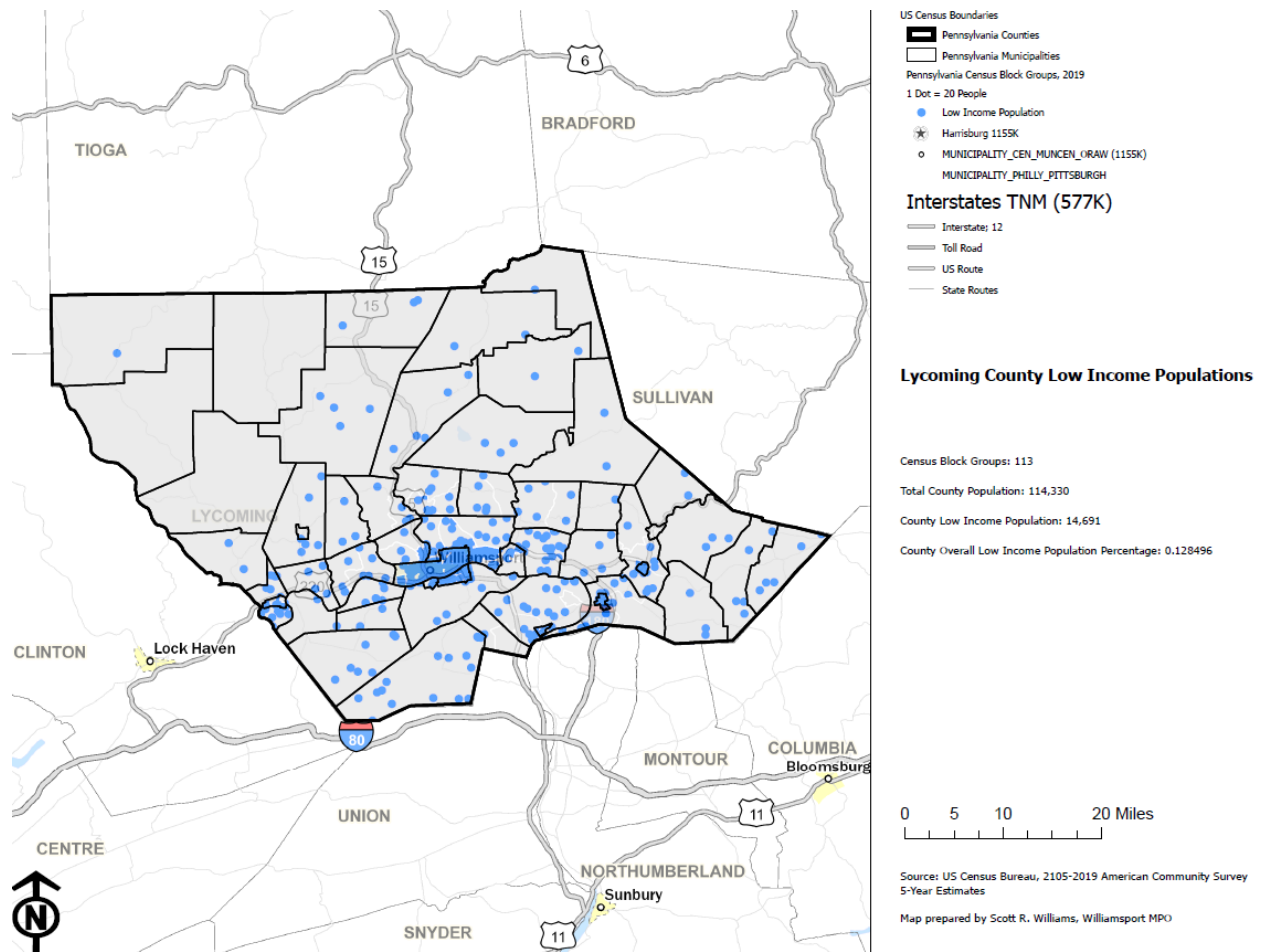 6
BRADFORD
TIOGA
15
15
SULLIVAN
LYCOMING
Williamsport
220
CLINTON
Lock Haven
80
MONTOUR
COLUMBIA
Bloomsburg
UNION
11
CENTRE
NORTHUMBERLAND
Sunbury
SNYDER
11
N
US Census Boundaries
Pennsylvania Counties
Pennsylvania Municipalities
Pennsylvania Census Block Groups, 2019
1 Dot = 20 People
Low Income Population
Harrisburg 1155K
MUNICIPALITY_CEN_MUNCEN_ORAW (1155K)
MUNICIPALITY_PHILLY_PITTSBURGH
Interstates TNM (577K)
Interstate; 12
Toll Road
US Route
State Routes
Lycoming County Low Income Populations
Census Block Groups: 113
Total County Population: 114,330
County Low Income Population: 14,691
County Overall Low Income Population Percentage: 0.128496
0 5 10 20 Miles
Source: US Census Bureau, 2105-2019 American Community Survey
5-Year Estimates
Map prepared by Scott R. Williams, Williamsport MPO